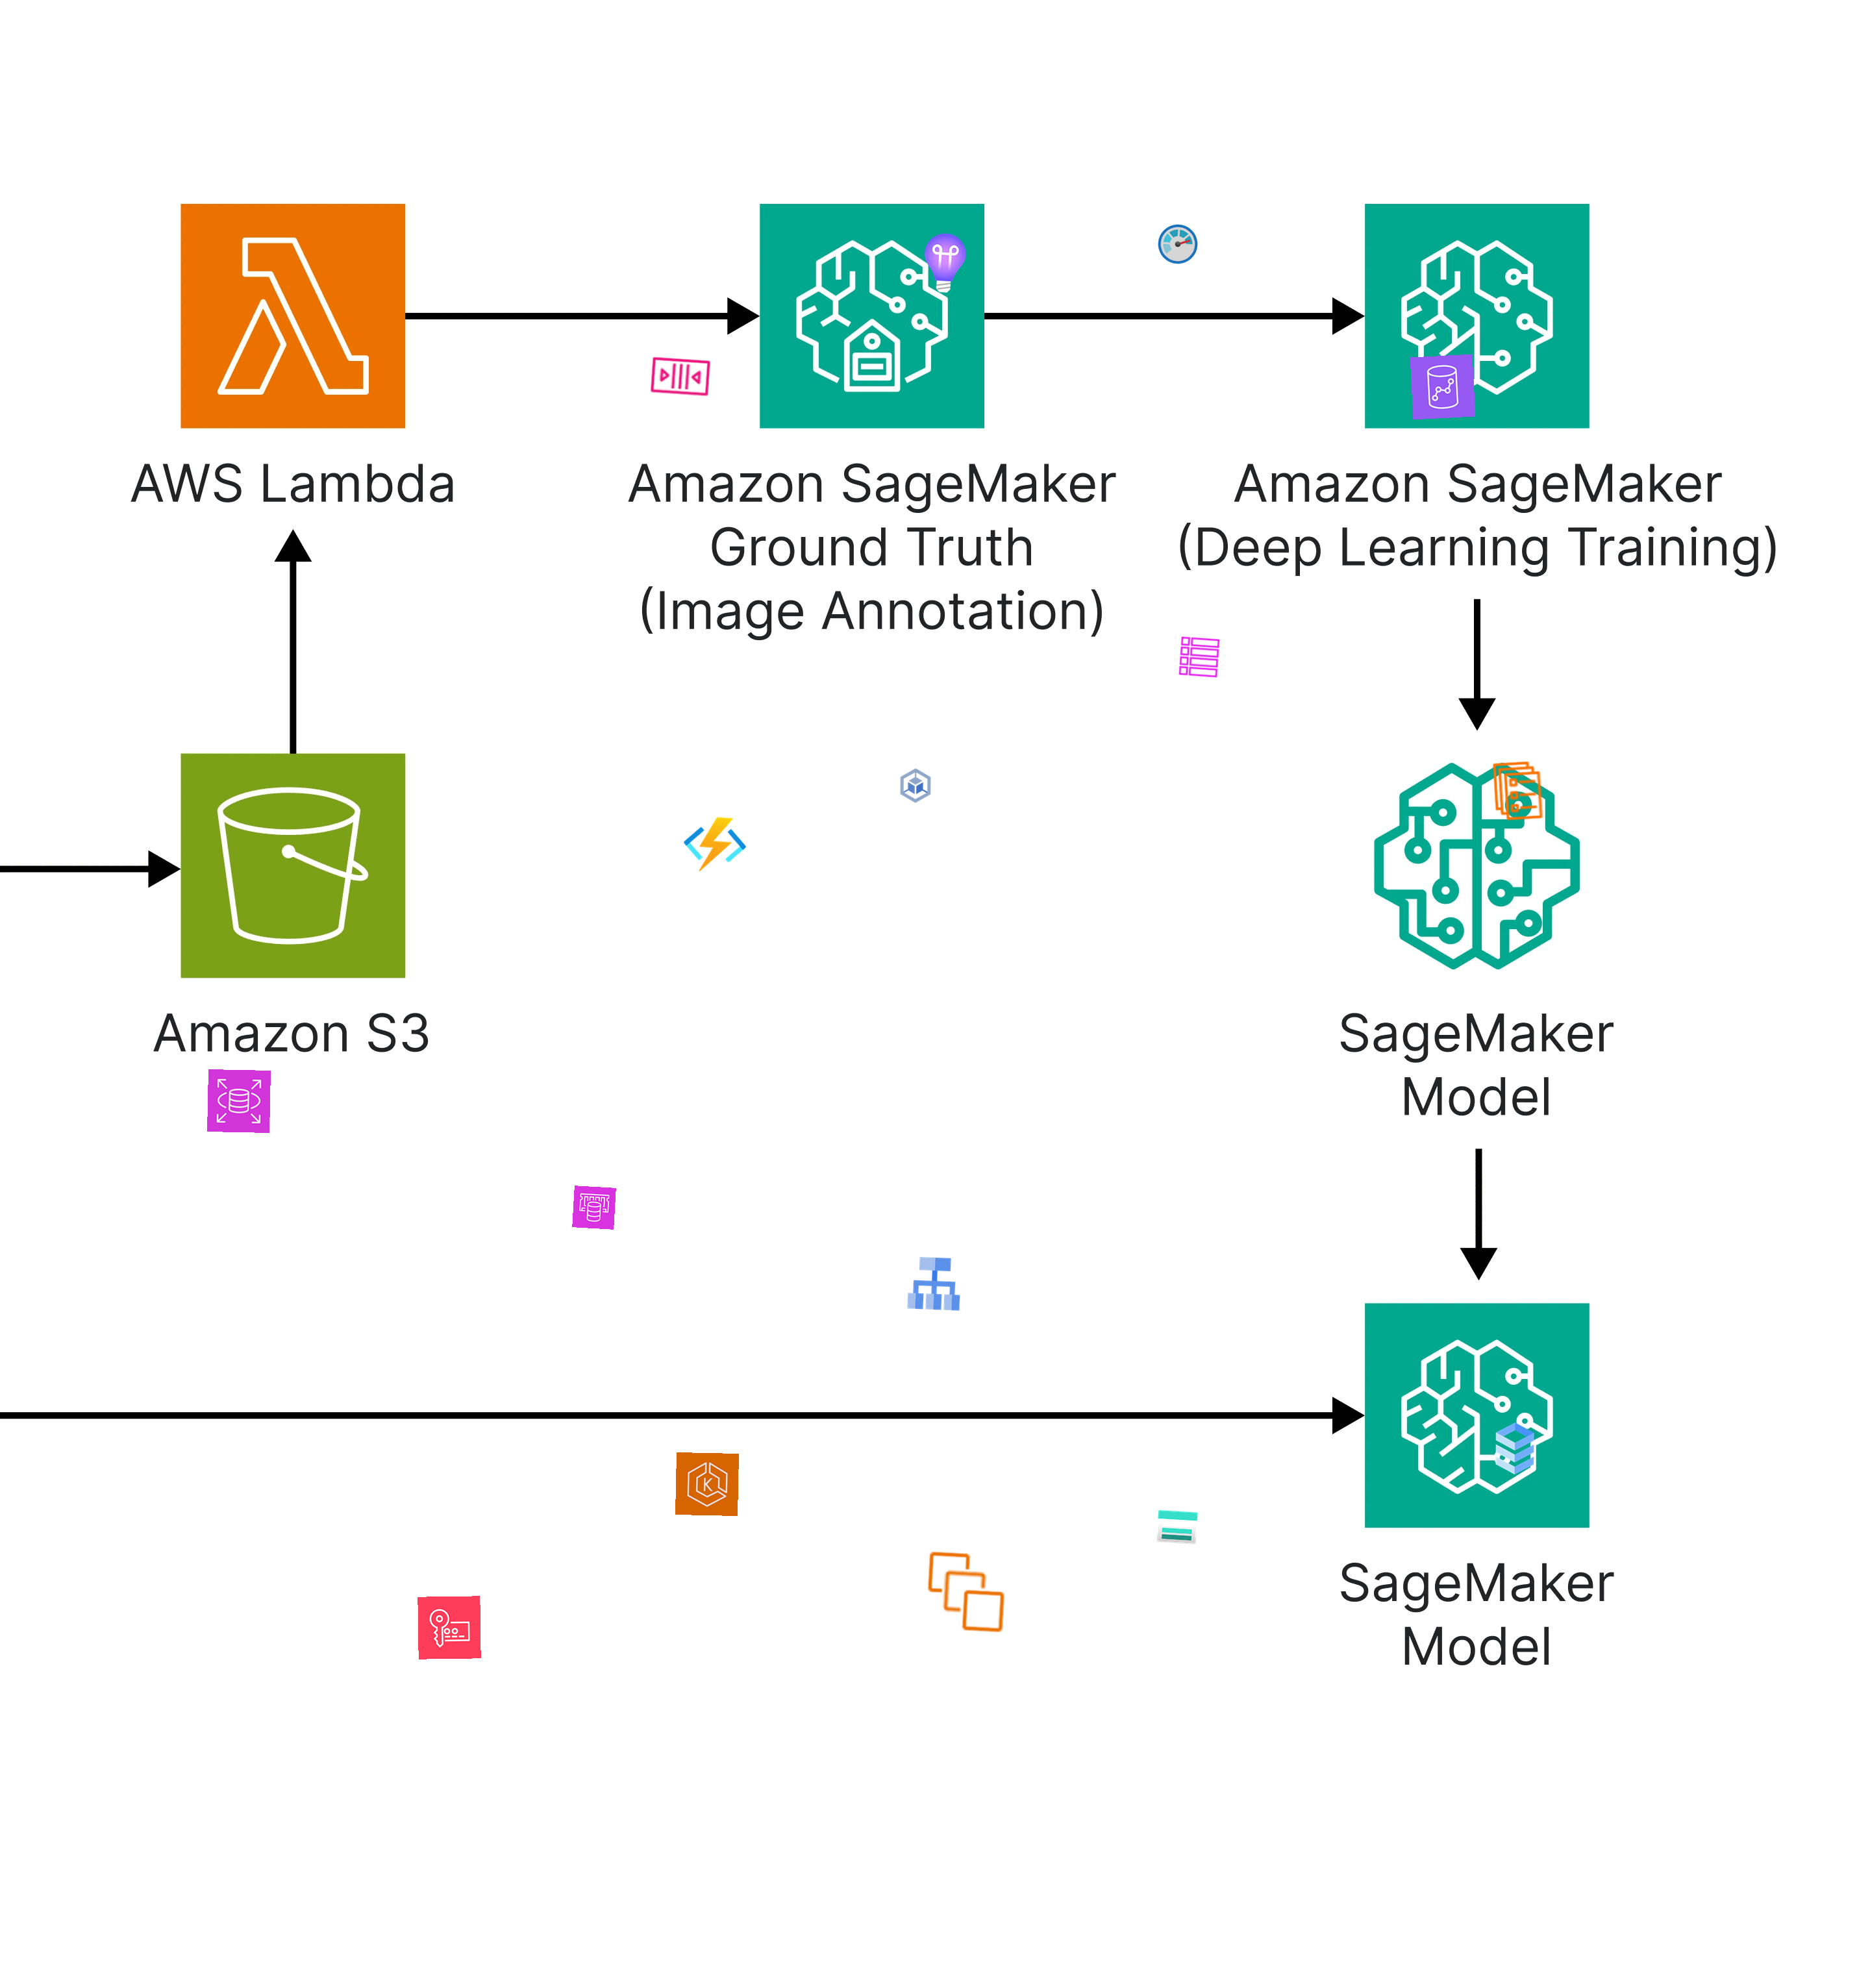 AWS Lambda
Amazon SageMaker
Ground Truth
(Image Annotation)
Amazon SageMaker
(Deep Learning Training)
Amazon S3
SageMaker
Model
K
SageMaker
Model